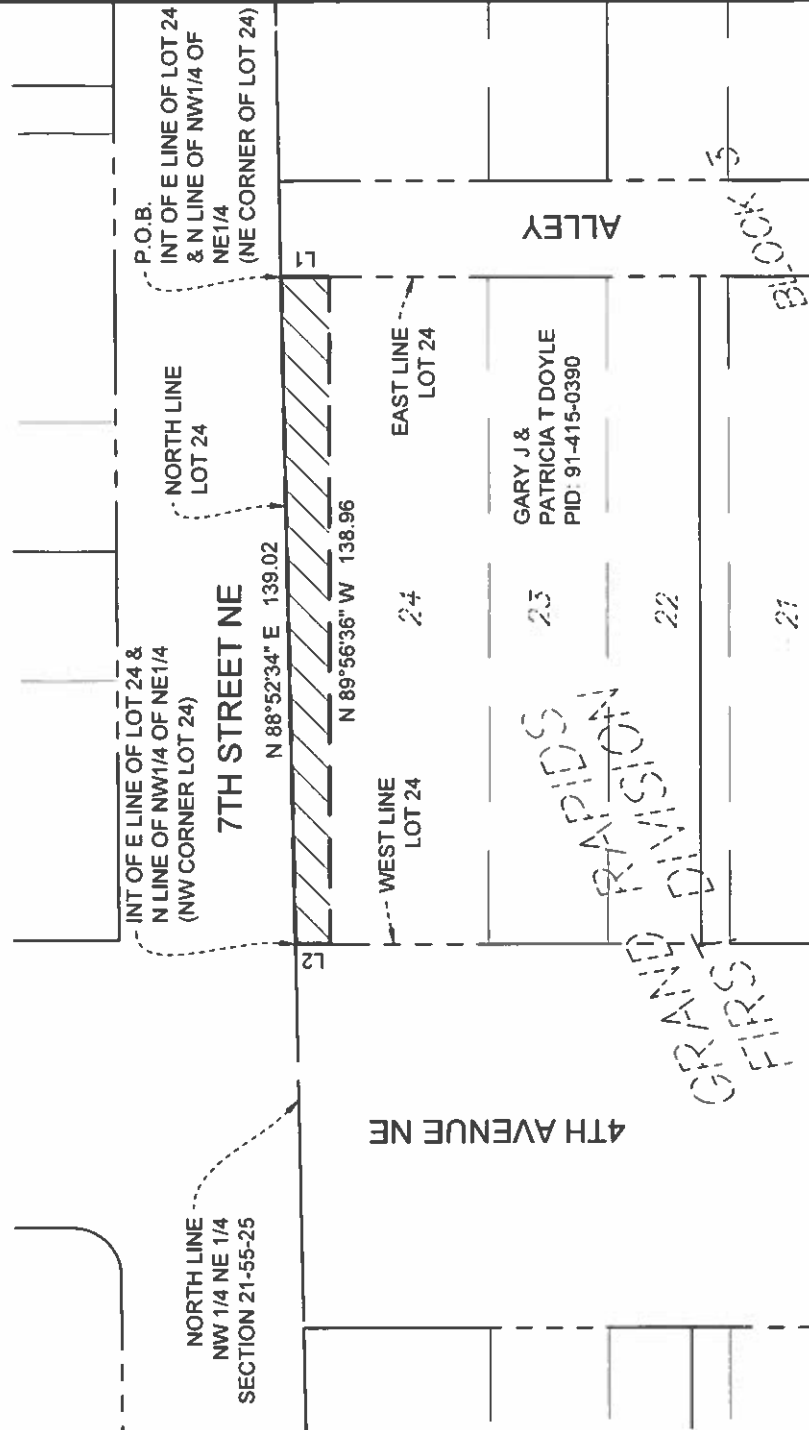 P.O.B.
INT OF E LINE OF LOT 24
& N LINE OF NW1/4 OF
NE1/4
(NE CORNER OF LOT 24)
NORTH LINE
LOT 24
INT OF E LINE OF LOT 24 &
N LINE OF NW1/4 OF NE1/4
(NW CORNER LOT 24)
7TH STREET NE
N 88°52'34" E 139.02
N 89°56'36" W 138.96
L1
L2
NORTH LINE
NW 1/4 NE 1/4
SECTION 21-55-25
WEST LINE
LOT 24
EAST LINE
LOT 24
ALLEY
24
GARY J &
PATRICIA T DOYLE
PID: 91-415-0390
23
22
21
4TH AVENUE NE
GRAND RAPIDS
FIRST DIVISION
BLOCK 3